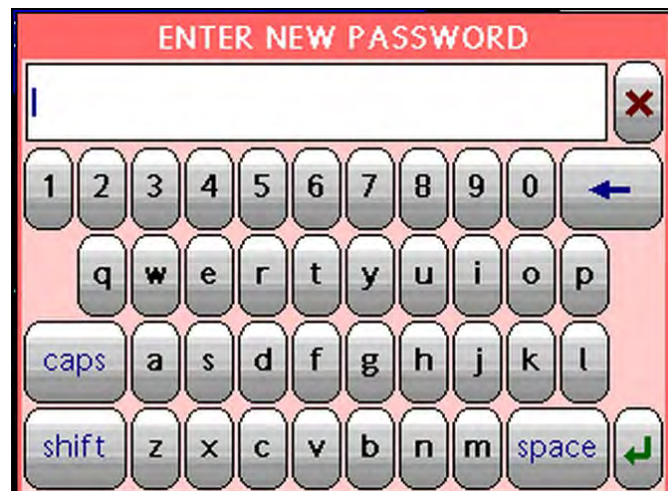 ENTER NEW PASSWORD
1 2 3 4 5 6 7 8 9 0
q w e r t y u i o p
caps a s d f g h j k l
shift z x c v b n m space